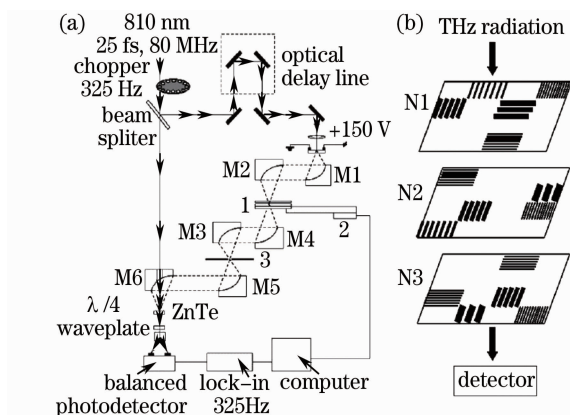 (a)
810 nm
25 fs, 80 MHz
chopper
325 Hz
beam
spliter
optical
delay line
+150 V
M2
M1
1
2
M3
M4
3
M6
M5
λ /4
waveplate
ZnTe
balanced
photodetector
lock-in
325Hz
computer
(b)
THz radiation
N1
N2
N3
detector